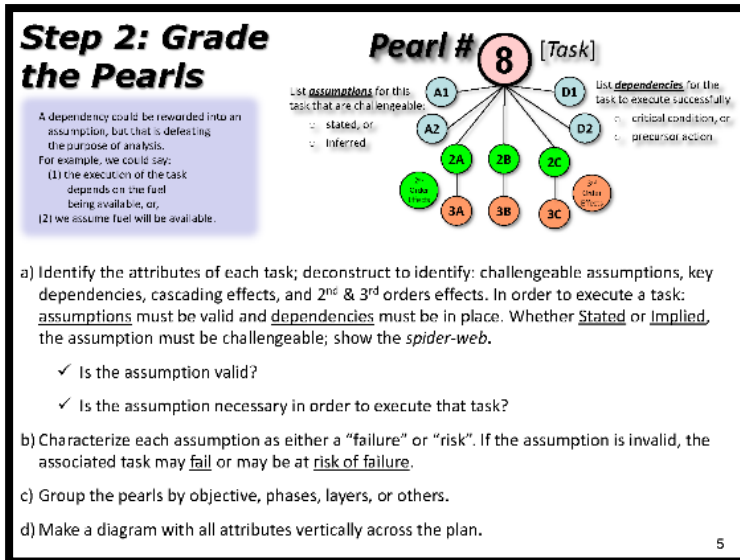 Step 2: Grade
the Pearls
Pearl # 8 [Task]
A dependency could be reworded into an
assumption, but that is defeating
the purpose of analysis.
For example, we could say:
(1) the execution of the task
depends on the fuel
being available, or,
(2) we assume fuel will be available.
List assumptions for this
task that are challengeable:
stated, or
Inferred
A1
A2
D1
D2
List dependencies for the
task to execute successfully
critical condition, or
precursor action
2A
2B
2C
2nd
Order
Effects
3A
3B
3C
3rd
Order
Effects
a) Identify the attributes of each task; deconstruct to identify: challengeable assumptions, key
dependencies, cascading effects, and 2nd & 3rd orders effects. In order to execute a task:
assumptions must be valid and dependencies must be in place. Whether Stated or Implied,
the assumption must be challengeable; show the spider-web.
✓ Is the assumption valid?
✓ Is the assumption necessary in order to execute that task?
b) Characterize each assumption as either a “failure” or “risk”. If the assumption is invalid, the
associated task may fail or may be at risk of failure.
c) Group the pearls by objective, phases, layers, or others.
d) Make a diagram with all attributes vertically across the plan.
5